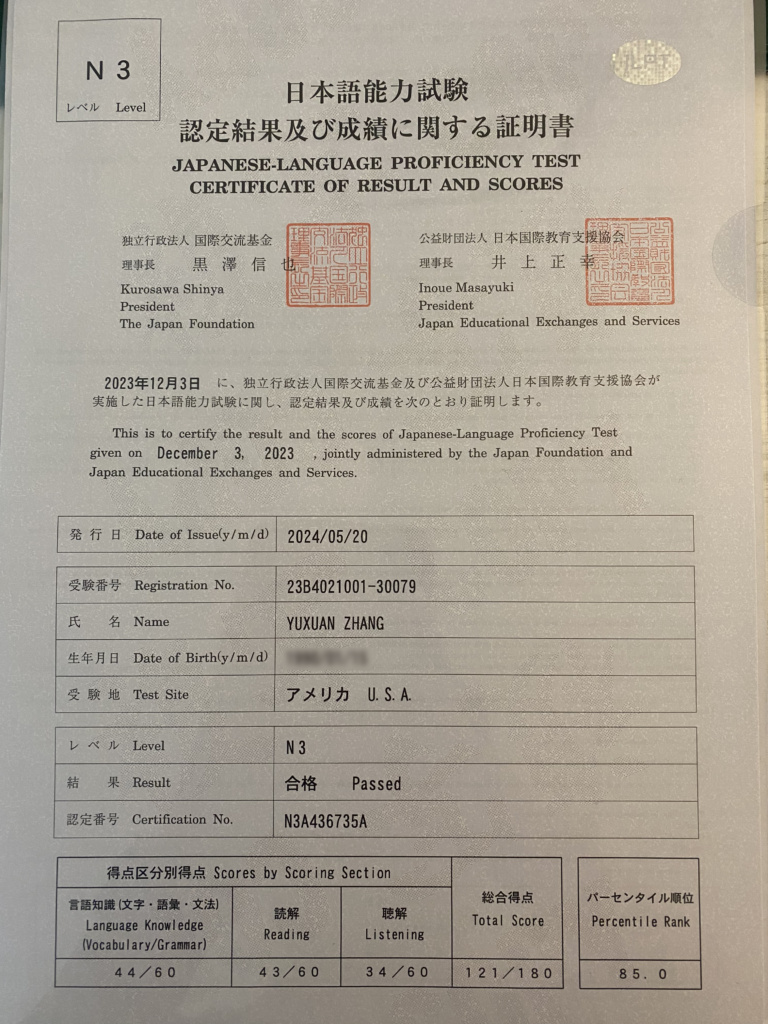 N 3
レベル Level
JLPT
日本語能力試験
認定結果及び成績に関する証明書
JAPANESE-LANGUAGE PROFICIENCY TEST
CERTIFICATE OF RESULT AND SCORES
独立行政法人 国際交流基金
理事長 黒澤信也
Kurosawa Shinya
President
The Japan Foundation
公益財団法人 日本国際教育支援協会
理事長 井上正幸
Inoue Masayuki
President
Japan Educational Exchanges and Services
2023年12月3日 に、独立行政法人国際交流基金及び公益財団法人日本国際教育支援協会が
実施した日本語能力試験に関し、認定結果及び成績を次のとおり証明します。
This is to certify the result and the scores of Japanese-Language Proficiency Test
given on December 3, 2023 , jointly administered by the Japan Foundation and
Japan Educational Exchanges and Services.
発行日 Date of Issue(y/m/d) 2024/05/20
受験番号 Registration No. 23B4021001-30079
氏名 Name YUXUAN ZHANG
生年月日 Date of Birth(y/m/d)
受験地 Test Site アメリカ U.S.A.
レベル Level N3
結果 Result 合格 Passed
認定番号 Certification No. N3A436735A
得点区分別得点 Scores by Scoring Section
言語知識(文字・語彙・文法)
Language Knowledge
(Vocabulary/Grammar)
読解
Reading
聴解
Listening
総合得点
Total Score
パーセンタイル順位
Percentile Rank
44/60 43/60 34/60 121/180 85.0